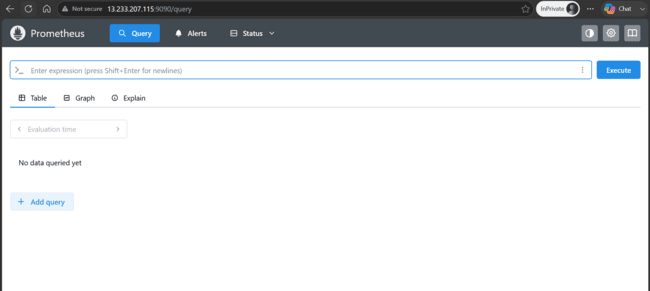 Not secure 13.233.207.115:9090/query InPrivate Chat
Prometheus Query Alerts Status
>_ Enter expression (press Shift+Enter for newlines) Execute
Table Graph Explain
Evaluation time
No data queried yet
+ Add query